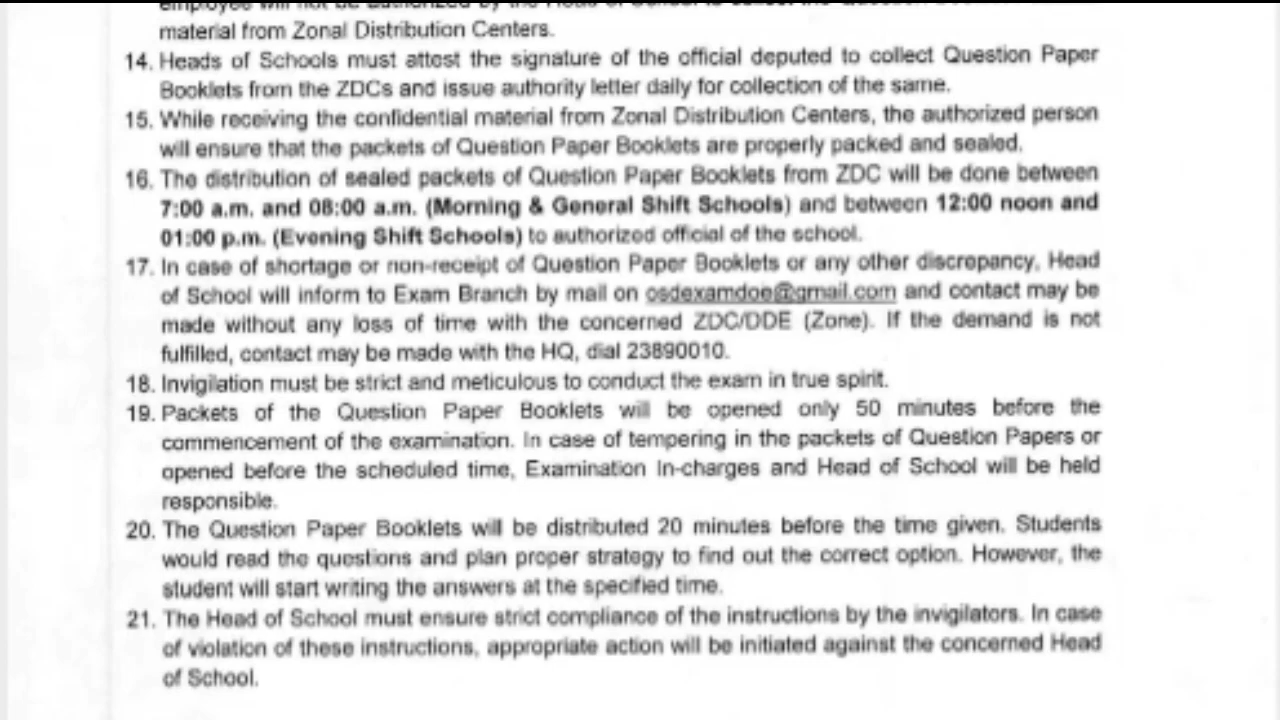 employee will not be authorized by the Head of School to collect the Question
material from Zonal Distribution Centers.
14. Heads of Schools must attest the signature of the official deputed to collect Question Paper
Booklets from the ZDCs and issue authority letter daily for collection of the same.
15. While receiving the confidential material from Zonal Distribution Centers, the authorized person
will ensure that the packets of Question Paper Booklets are properly packed and sealed.
16. The distribution of sealed packets of Question Paper Booklets from ZDC will be done between
7:00 a.m. and 08:00 a.m. (Morning & General Shift Schools) and between 12:00 noon and
01:00 p.m. (Evening Shift Schools) to authorized official of the school.
17. In case of shortage or non-receipt of Question Paper Booklets or any other discrepancy, Head
of School will inform to Exam Branch by mail on osdexamdoe@gmail.com and contact may be
made without any loss of time with the concerned ZDC/DDE (Zone). If the demand is not
fulfilled, contact may be made with the HQ, dial 23890010.
18. Invigilation must be strict and meticulous to conduct the exam in true spirit.
19. Packets of the Question Paper Booklets will be opened only 50 minutes before the
commencement of the examination. In case of tempering in the packets of Question Papers or
opened before the scheduled time, Examination In-charges and Head of School will be held
responsible.
20. The Question Paper Booklets will be distributed 20 minutes before the time given. Students
would read the questions and plan proper strategy to find out the correct option. However, the
student will start writing the answers at the specified time.
21. The Head of School must ensure strict compliance of the instructions by the invigilators. In case
of violation of these instructions, appropriate action will be initiated against the concerned Head
of School.